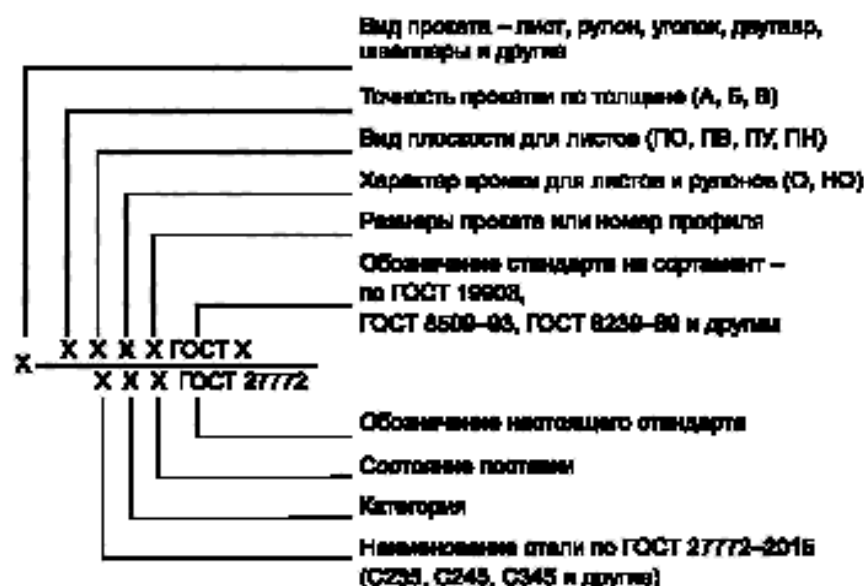 Вид проката – лист, рулон, уголок, двутавр,
швеллеры и другие
Точность прокатки по толщине (А, Б, В)
Вид плоскости для листов (ПО, ПВ, ПУ, ПН)
Характер кромки для листов и рулонов (О, НО)
Размеры проката или номер профиля
Обозначение стандарта на сортамент –
по ГОСТ 19903,
ГОСТ 8509–93, ГОСТ 8239–89 и другим
Х Х Х Х ГОСТ Х
Х
Х Х Х ГОСТ 27772
Обозначение настоящего стандарта
Состояние поставки
Категория
Наименование стали по ГОСТ 27772–2015
(С235, С245, С345 и другие)